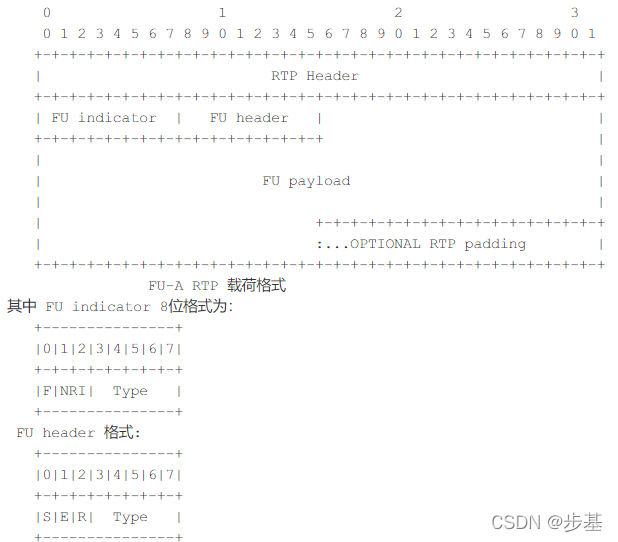 0                   1                   2                   3
0 1 2 3 4 5 6 7 8 9 0 1 2 3 4 5 6 7 8 9 0 1 2 3 4 5 6 7 8 9 0 1
+-+-+-+-+-+-+-+-+-+-+-+-+-+-+-+-+-+-+-+-+-+-+-+-+-+-+-+-+-+-+-+-+
|                          RTP Header                           |
+-+-+-+-+-+-+-+-+-+-+-+-+-+-+-+-+-+-+-+-+-+-+-+-+-+-+-+-+-+-+-+-+
| FU indicator  |   FU header   |                               |
+-+-+-+-+-+-+-+-+-+-+-+-+-+-+-+-+                               |
|                                                               |
|                         FU payload                            |
|                                                               |
|                               +-+-+-+-+-+-+-+-+-+-+-+-+-+-+-+-+
|                               :...OPTIONAL RTP padding        |
+-+-+-+-+-+-+-+-+-+-+-+-+-+-+-+-+-+-+-+-+-+-+-+-+-+-+-+-+-+-+-+-+
FU-A RTP 载荷格式
其中 FU indicator 8位格式为:
+---------------+
|0|1|2|3|4|5|6|7|
+-+-+-+-+-+-+-+-+
|F|NRI|  Type   |
+---------------+
FU header 格式:
+---------------+
|0|1|2|3|4|5|6|7|
+-+-+-+-+-+-+-+-+
|S|E|R|  Type   |
+---------------+
CSDN @步基